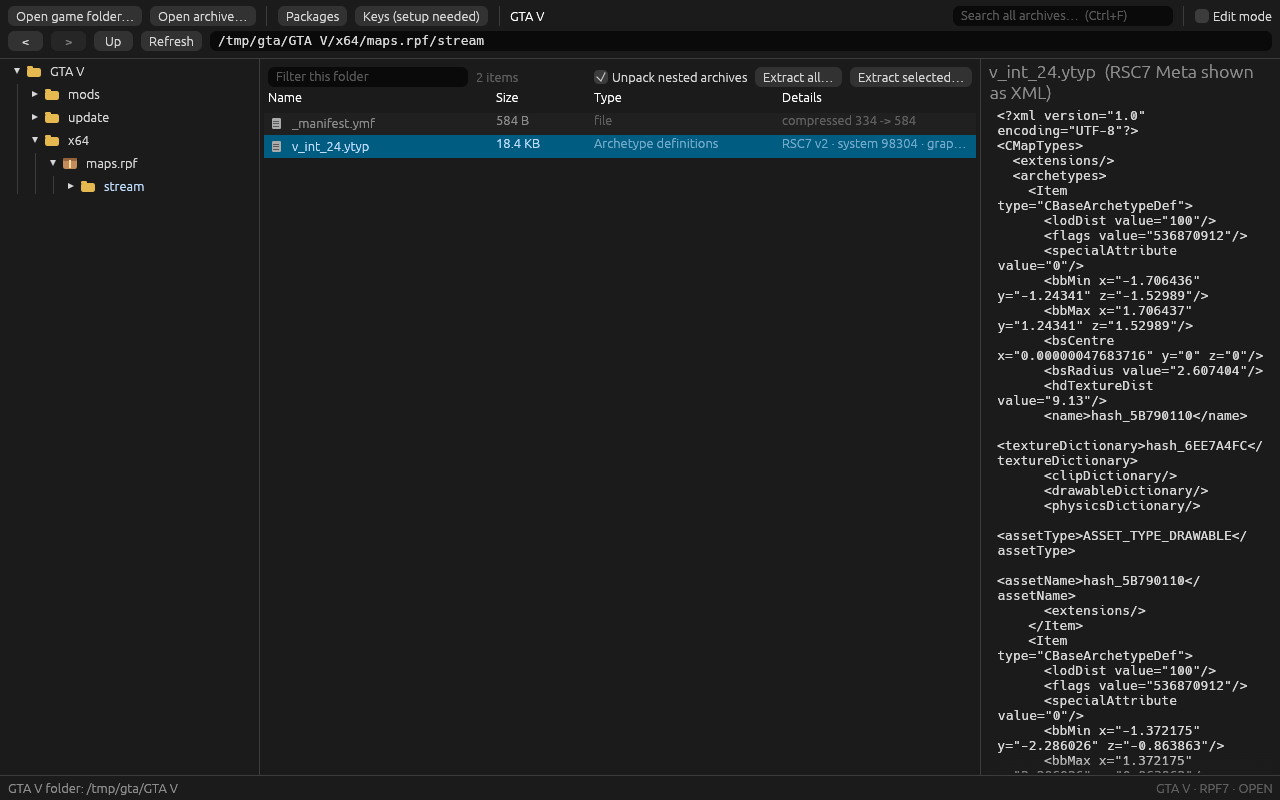 Open game folder… Open archive… Packages Keys (setup needed) GTA V Search all archives… (Ctrl+F) Edit mode
< > Up Refresh /tmp/gta/GTA V/x64/maps.rpf/stream
GTA V
mods
update
x64
maps.rpf
stream
Filter this folder 2 items Unpack nested archives Extract all… Extract selected…
Name Size Type Details
_manifest.ymf 584 B file compressed 334 -> 584
v_int_24.ytyp 18.4 KB Archetype definitions RSC7 v2 · system 98304 · grap…
v_int_24.ytyp (RSC7 Meta shown
as XML)
<?xml version="1.0"
encoding="UTF-8"?>
<CMapTypes>
<extensions/>
<archetypes>
<Item
type="CBaseArchetypeDef">
<lodDist value="100"/>
<flags value="536870912"/>
<specialAttribute
value="0"/>
<bbMin x="-1.706436"
y="-1.24341" z="-1.52989"/>
<bbMax x="1.706437"
y="1.24341" z="1.52989"/>
<bsCentre
x="0.00000047683716" y="0" z="0"/>
<bsRadius value="2.607404"/>
<hdTextureDist
value="9.13"/>
<name>hash_5B790110</name>
<textureDictionary>hash_6EE7A4FC</
textureDictionary>
<clipDictionary/>
<drawableDictionary/>
<physicsDictionary/>
<assetType>ASSET_TYPE_DRAWABLE</
assetType>
<assetName>hash_5B790110</
assetName>
<extensions/>
</Item>
<Item
type="CBaseArchetypeDef">
<lodDist value="100"/>
<flags value="536870912"/>
<specialAttribute
value="0"/>
<bbMin x="-1.372175"
y="-2.286026" z="-0.863863"/>
<bbMax x="1.372175"
GTA V folder: /tmp/gta/GTA V GTA V · RPF7 · OPEN